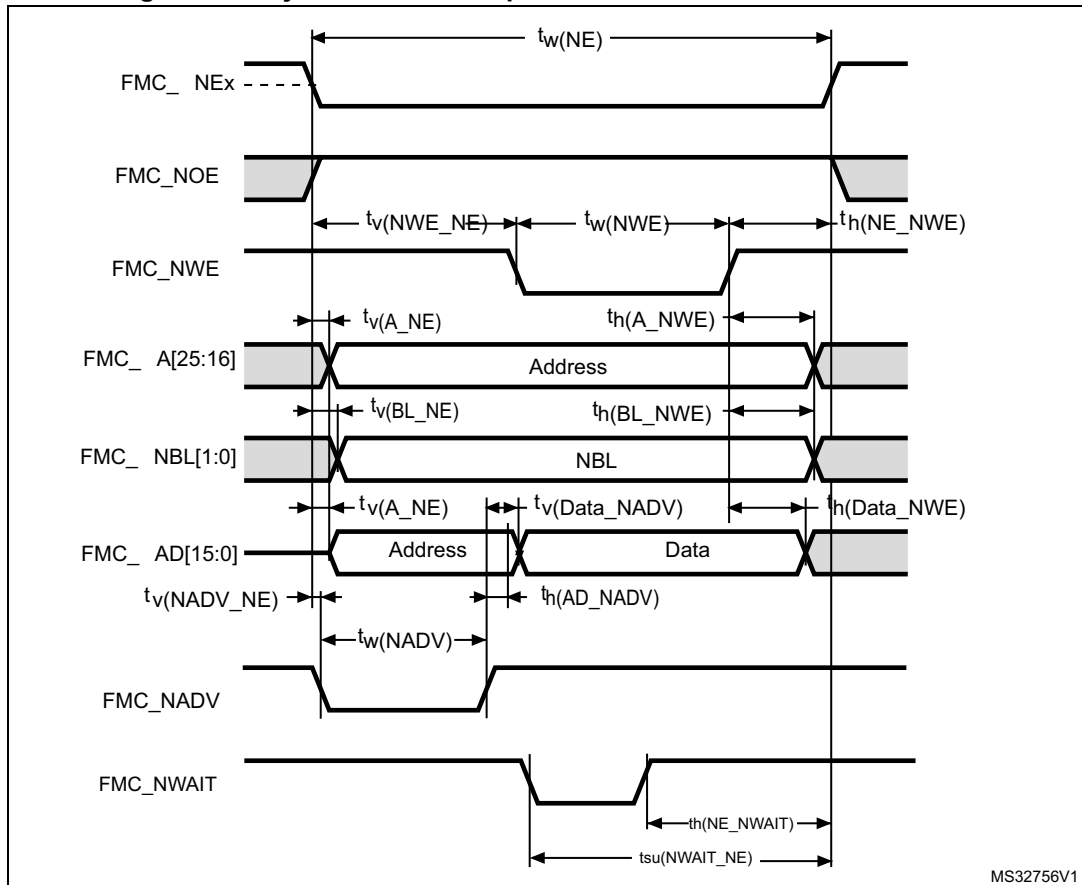 tw(NE)
FMC_ NEx
FMC_NOE
tv(NWE_NE) tw(NWE) th(NE_NWE)
FMC_NWE
tv(A_NE) th(A_NWE)
FMC_ A[25:16] Address
tv(BL_NE) th(BL_NWE)
FMC_ NBL[1:0] NBL
tv(A_NE) tv(Data_NADV) th(Data_NWE)
FMC_ AD[15:0] Address Data
tv(NADV_NE) th(AD_NADV)
tw(NADV)
FMC_NADV
FMC_NWAIT
th(NE_NWAIT)
tsu(NWAIT_NE)
MS32756V1